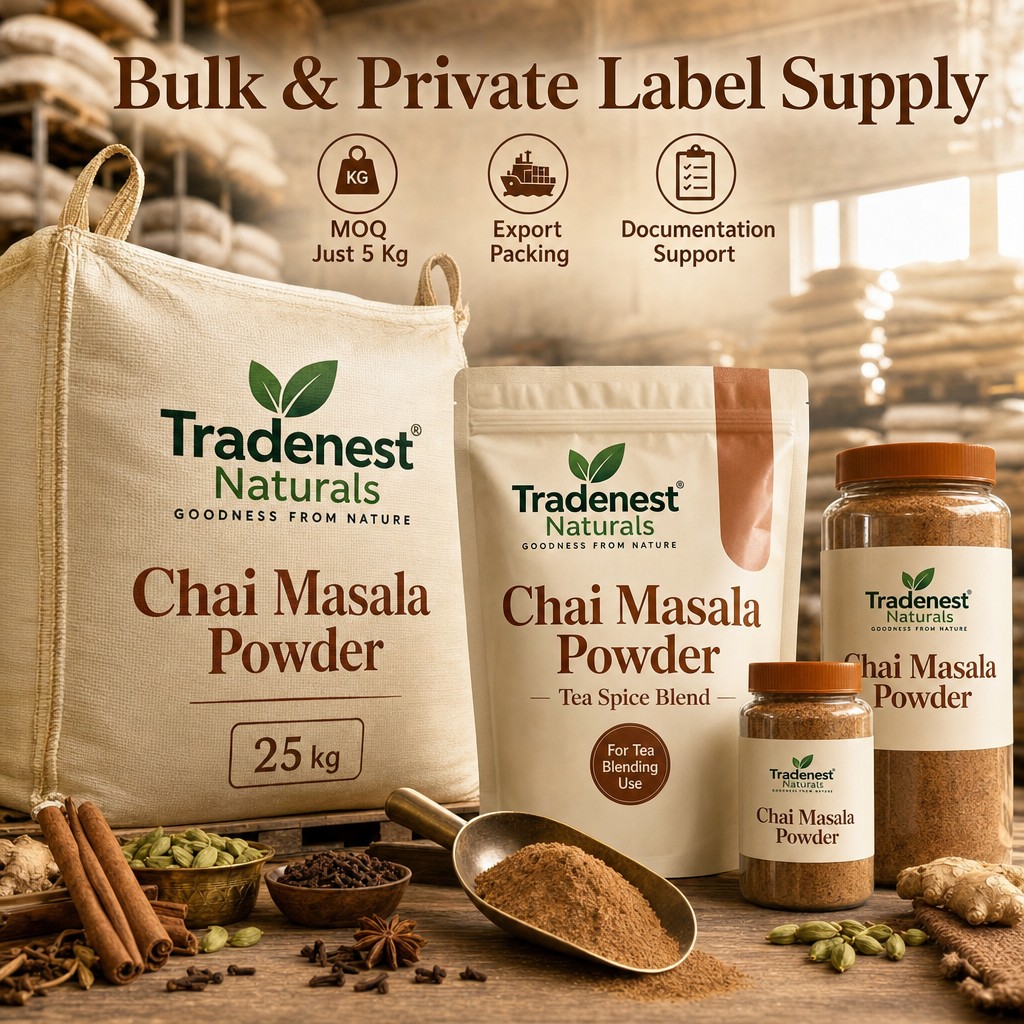 Bulk & Private Label Supply
KG
MOQ
Just 5 Kg
Export
Packing
Documentation
Support
Tradenest®
Naturals
GOODNESS FROM NATURE
Chai Masala
Powder
25 kg
Tradenest®
Naturals
GOODNESS FROM NATURE
Chai Masala
Powder
Tea Spice Blend
For Tea
Blending
Use
Tradenest®
Naturals
GOODNESS FROM NATURE
Chai Masala
Powder
Tradenest®
Naturals
Chai Masala
Powder